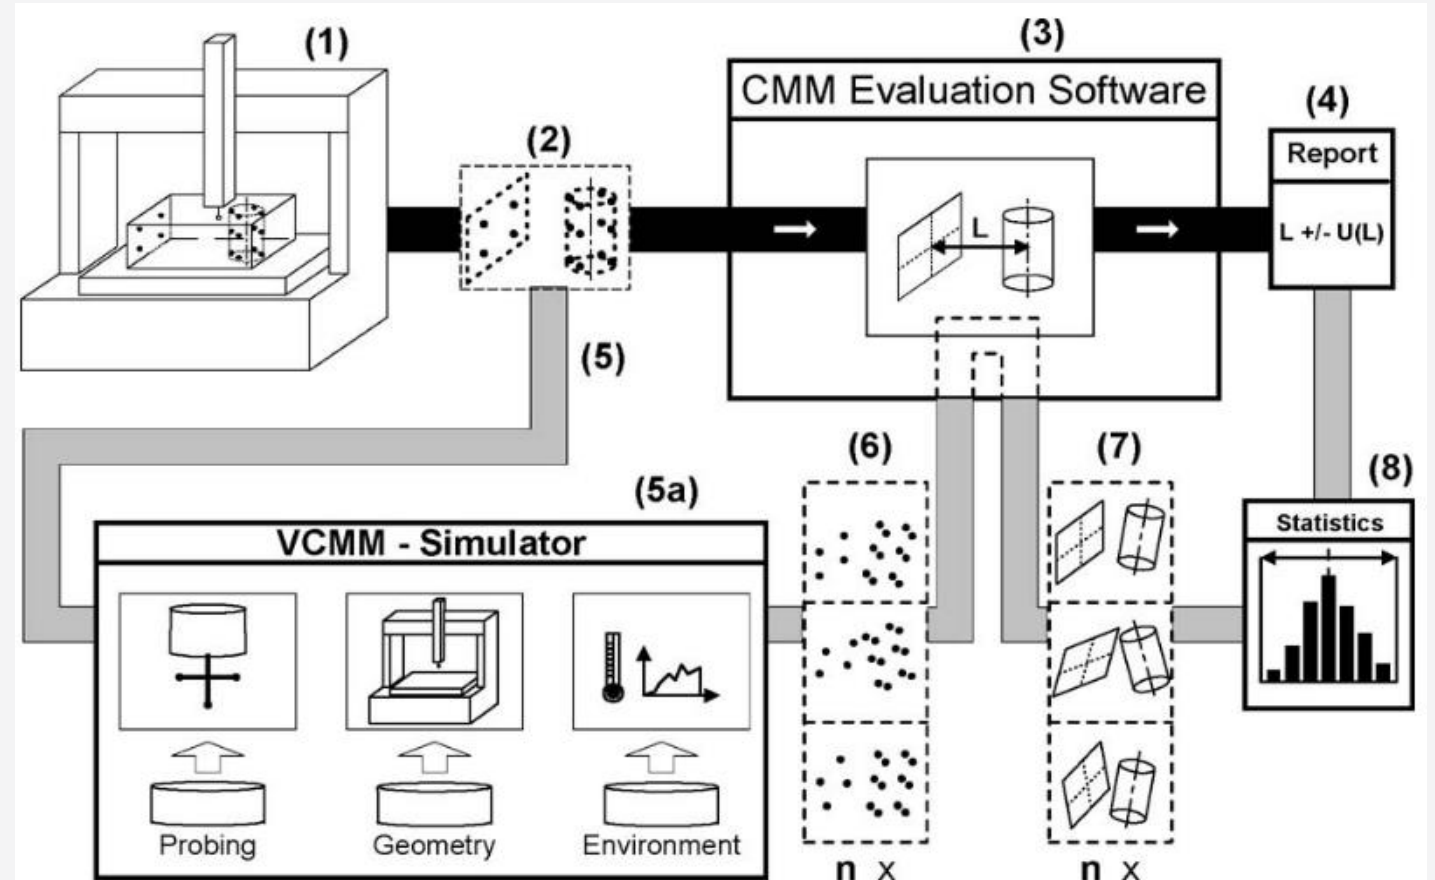 (1)
(2)
(3)
CMM Evaluation Software
L
(4)
Report
L +/- U(L)
(5)
(5a)
VCMM - Simulator
Probing
Geometry
Environment
(6)
n x
(7)
n x
(8)
Statistics